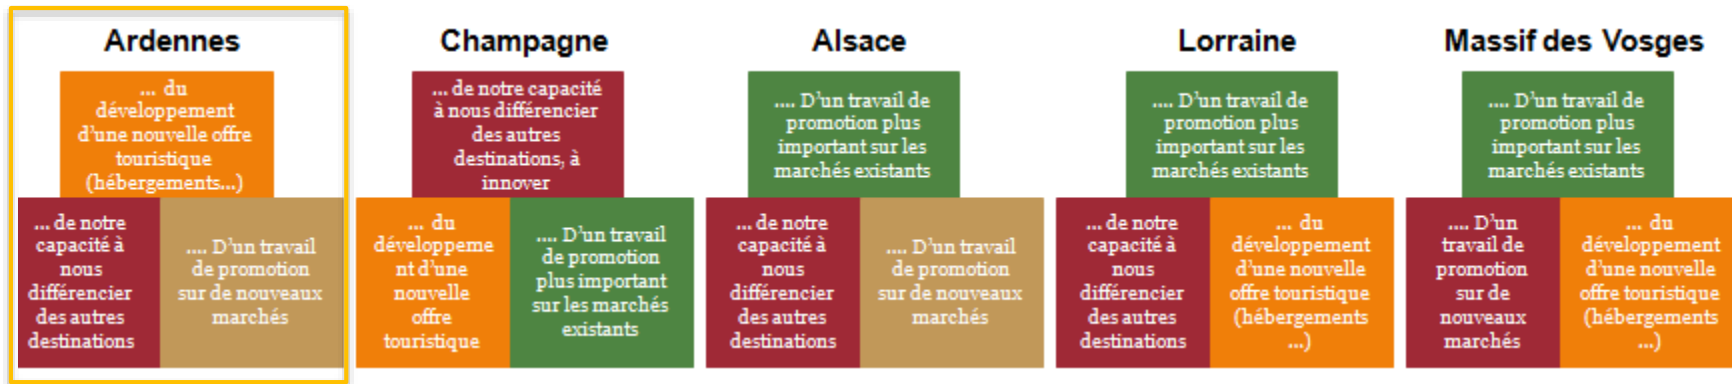 Ardennes
... du
développement
d'une nouvelle offre
touristique
(hébergements...)
... de notre
capacité à
nous
différencier
des autres
destinations
.... D'un travail
de promotion
sur de nouveaux
marchés
Champagne
... de notre capacité
à nous différencier
des autres
destinations, à
innover
... du
développeme
nt d'une
nouvelle
offre
touristique
.... D'un travail
de promotion
plus important
sur les marchés
existants
Alsace
.... D'un travail de
promotion plus
important sur les
marchés existants
... de notre
capacité à
nous
différencier
des autres
destinations
.... D'un travail
de promotion
sur de nouveaux
marchés
Lorraine
.... D'un travail de
promotion plus
important sur les
marchés existants
... de notre
capacité à
nous
différencier
des autres
destinations
... du
développement
d'une nouvelle
offre touristique
(hébergements
...)
Massif des Vosges
.... D'un travail de
promotion plus
important sur les
marchés existants
.... D'un
travail de
promotion
sur de
nouveaux
marchés
... du
développement
d'une nouvelle
offre touristique
(hébergements
...)